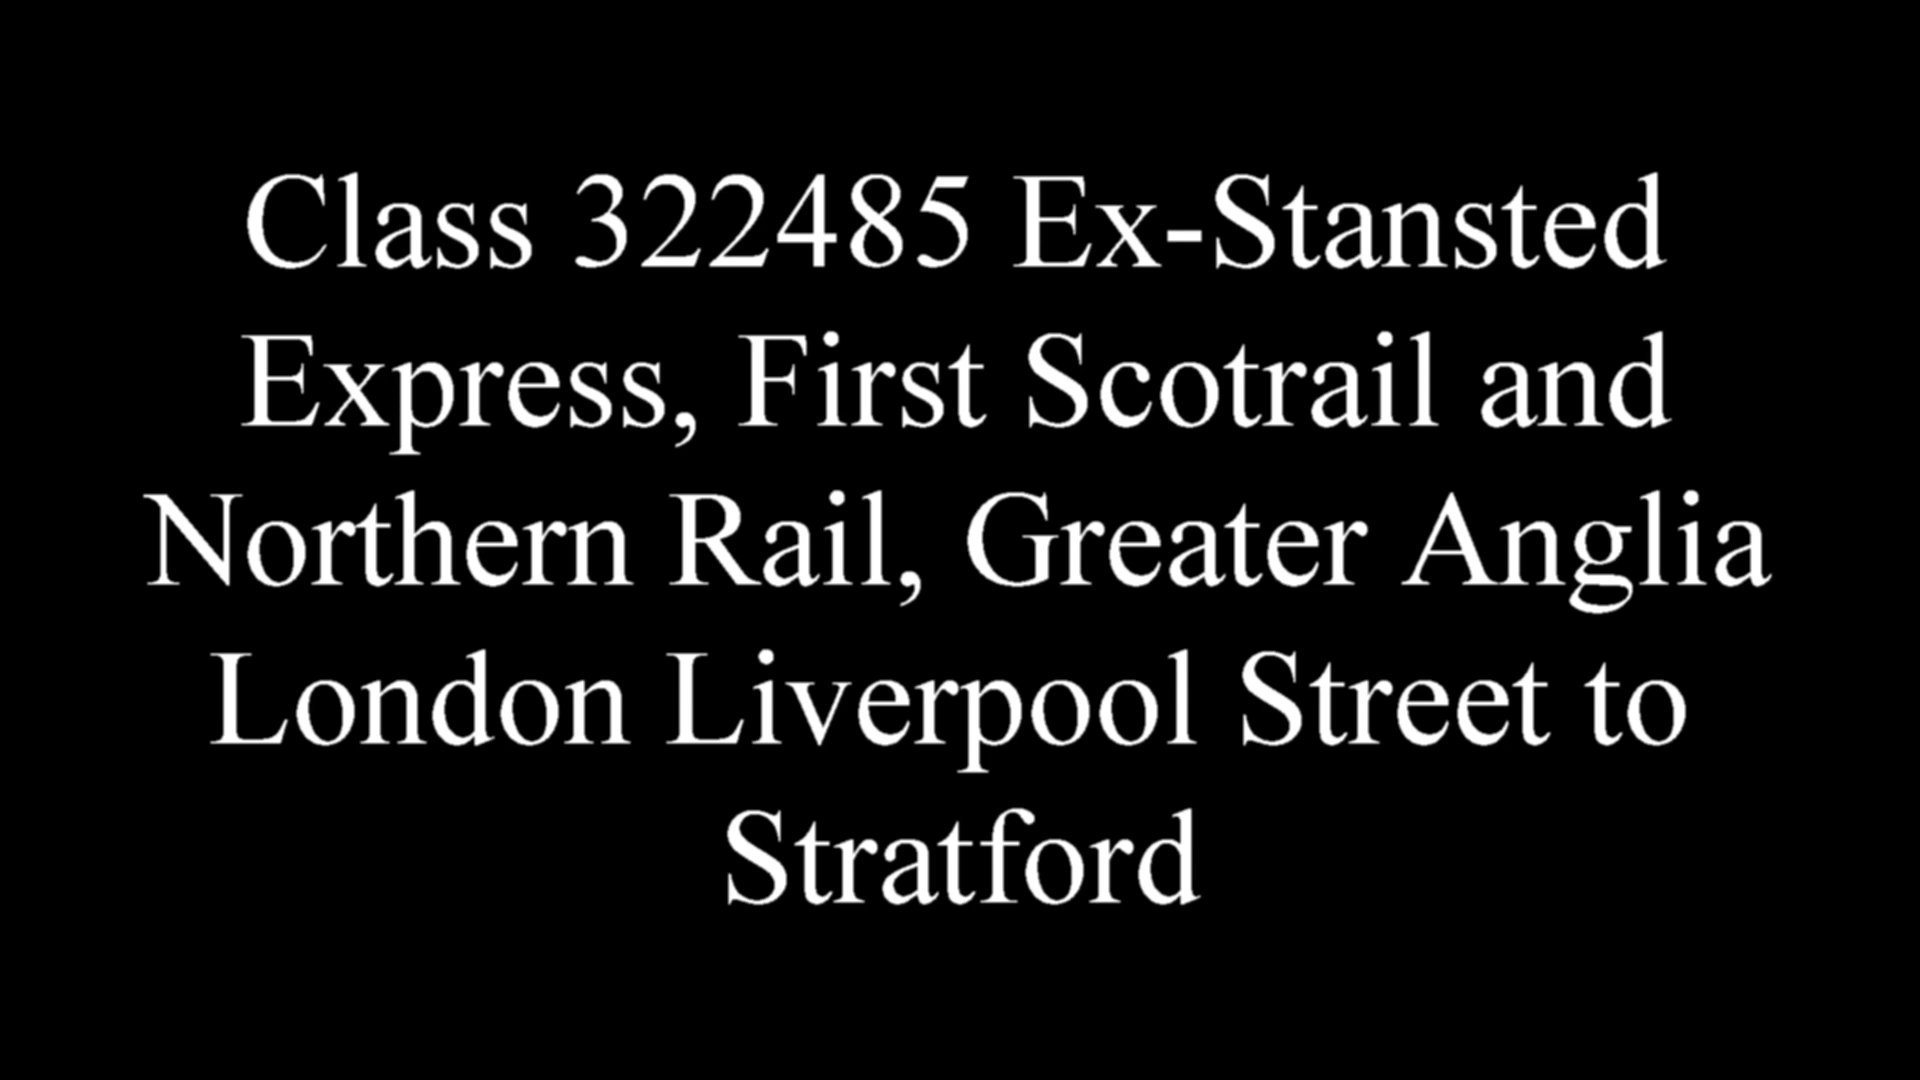 Class 322485 Ex-Stansted
Express, First Scotrail and
Northern Rail, Greater Anglia
London Liverpool Street to
Stratford